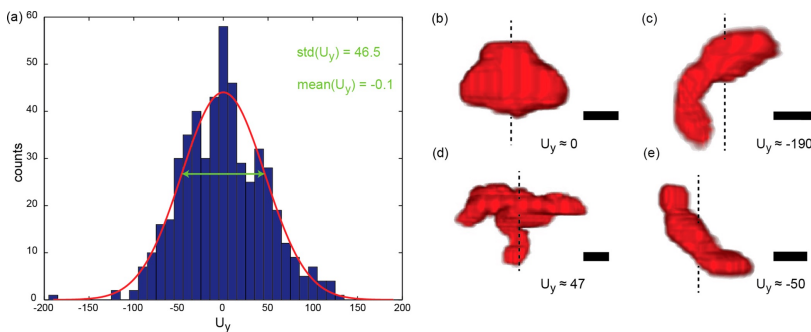 (a)
60
50
40
30
20
10
0
counts
-200 -150 -100 -50 0 50 100 150 200
U_y
std(U_y) = 46.5
mean(U_y) = -0.1
(b)
U_y ≈ 0
(c)
U_y ≈ -190
(d)
U_y ≈ 47
(e)
U_y ≈ -50